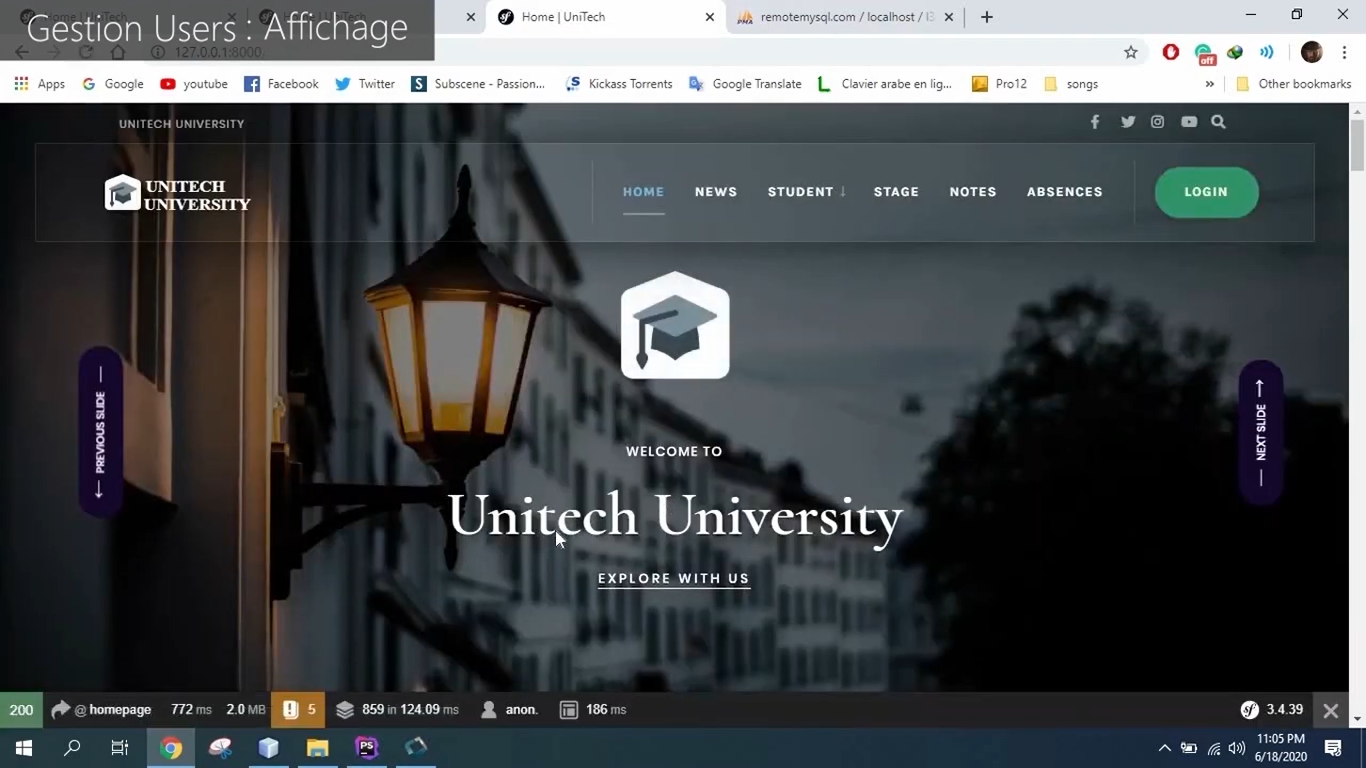 Gestion Users : Affichage
Home | UniTech
remotemysql.com / localhost / l3
127.0.0.1:8000
off
Apps
Google
youtube
Facebook
Twitter
Subscene - Passion...
Kickass Torrents
Google Translate
Clavier arabe en lig...
Pro12
songs
»
Other bookmarks
UNITECH UNIVERSITY
UNITECH
UNIVERSITY
HOME
NEWS
STUDENT ↓
STAGE
NOTES
ABSENCES
LOGIN
← PREVIOUS SLIDE —
— NEXT SLIDE →
WELCOME TO
Unitech University
EXPLORE WITH US
200
@ homepage
772 ms
2.0 MB
5
859 in 124.09 ms
anon.
186 ms
3.4.39
PS
11:05 PM
6/18/2020